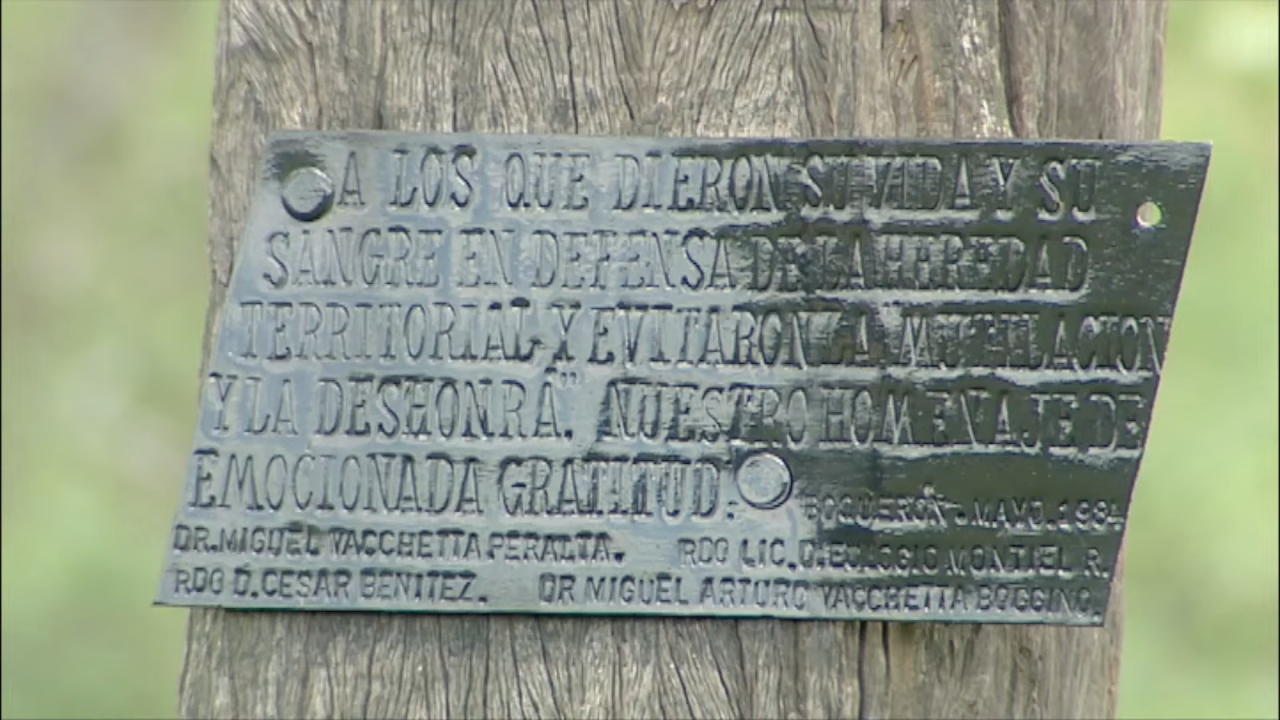 A LOS QUE DIERON SU VIDA Y SU
SANGRE EN DEFENSA DE LA HEREDAD
TERRITORIAL Y EVITARON LA MUTILACION
Y LA DESHONRA" NUESTRO HOMENAJE DE
EMOCIONADA GRATITUD.
BOQUERÓN - MAYO. 1984
DR. MIGUEL VACCHETTA PERALTA. RDO LIC. D. MONTIEL R.
RDO D. CESAR BENITEZ. DR MIGUEL ARTURO VACCHETTA BOGGINO.